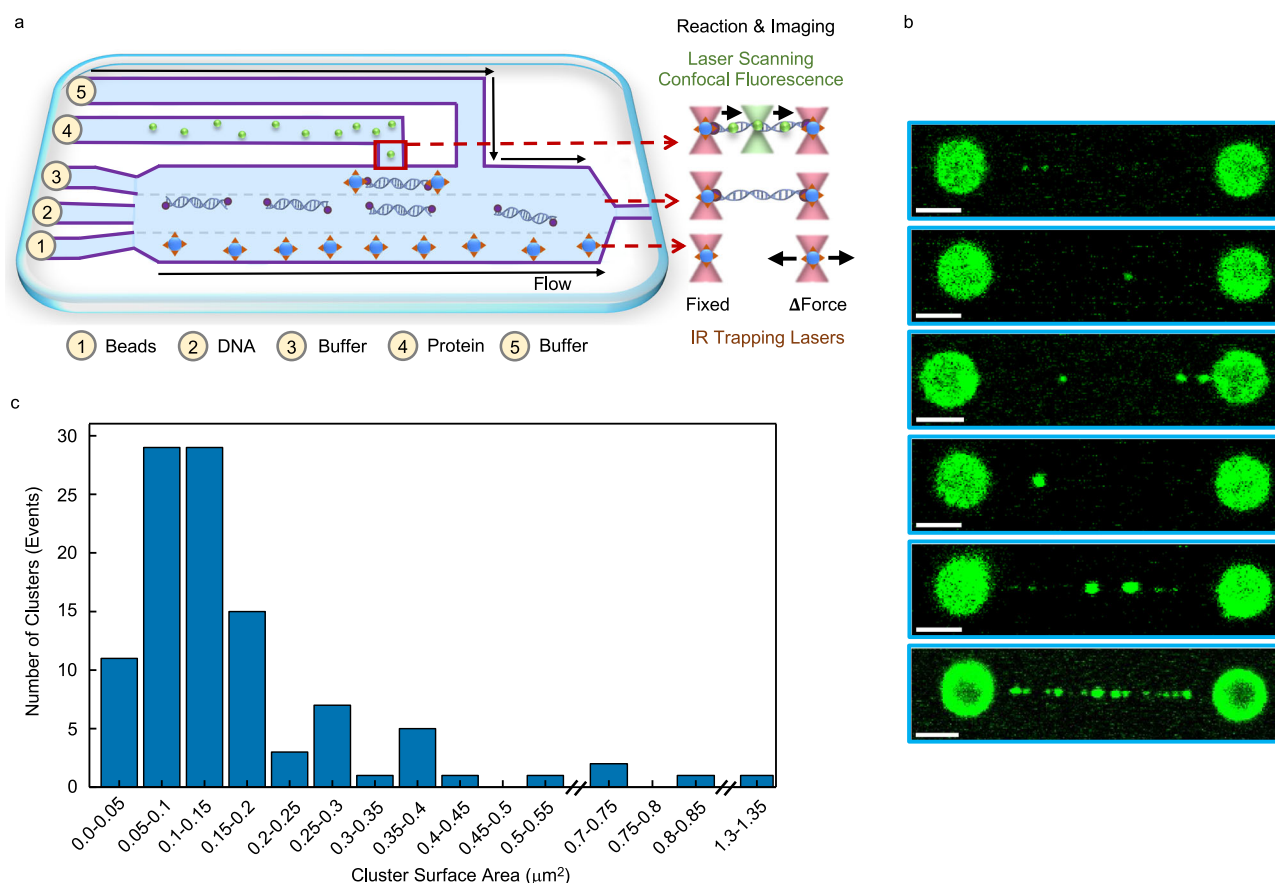 a
Reaction & Imaging
Laser Scanning
Confocal Fluorescence
5
4
3
2
1
Flow
Fixed
ΔForce
IR Trapping Lasers
1 Beads 2 DNA 3 Buffer 4 Protein 5 Buffer
b
c
Number of Clusters (Events)
30
25
20
15
10
5
0
0.0-0.05
0.05-0.1
0.1-0.15
0.15-0.2
0.2-0.25
0.25-0.3
0.3-0.35
0.35-0.4
0.4-0.45
0.45-0.5
0.5-0.55
0.7-0.75
0.75-0.8
0.8-0.85
1.3-1.35
Cluster Surface Area (μm²)